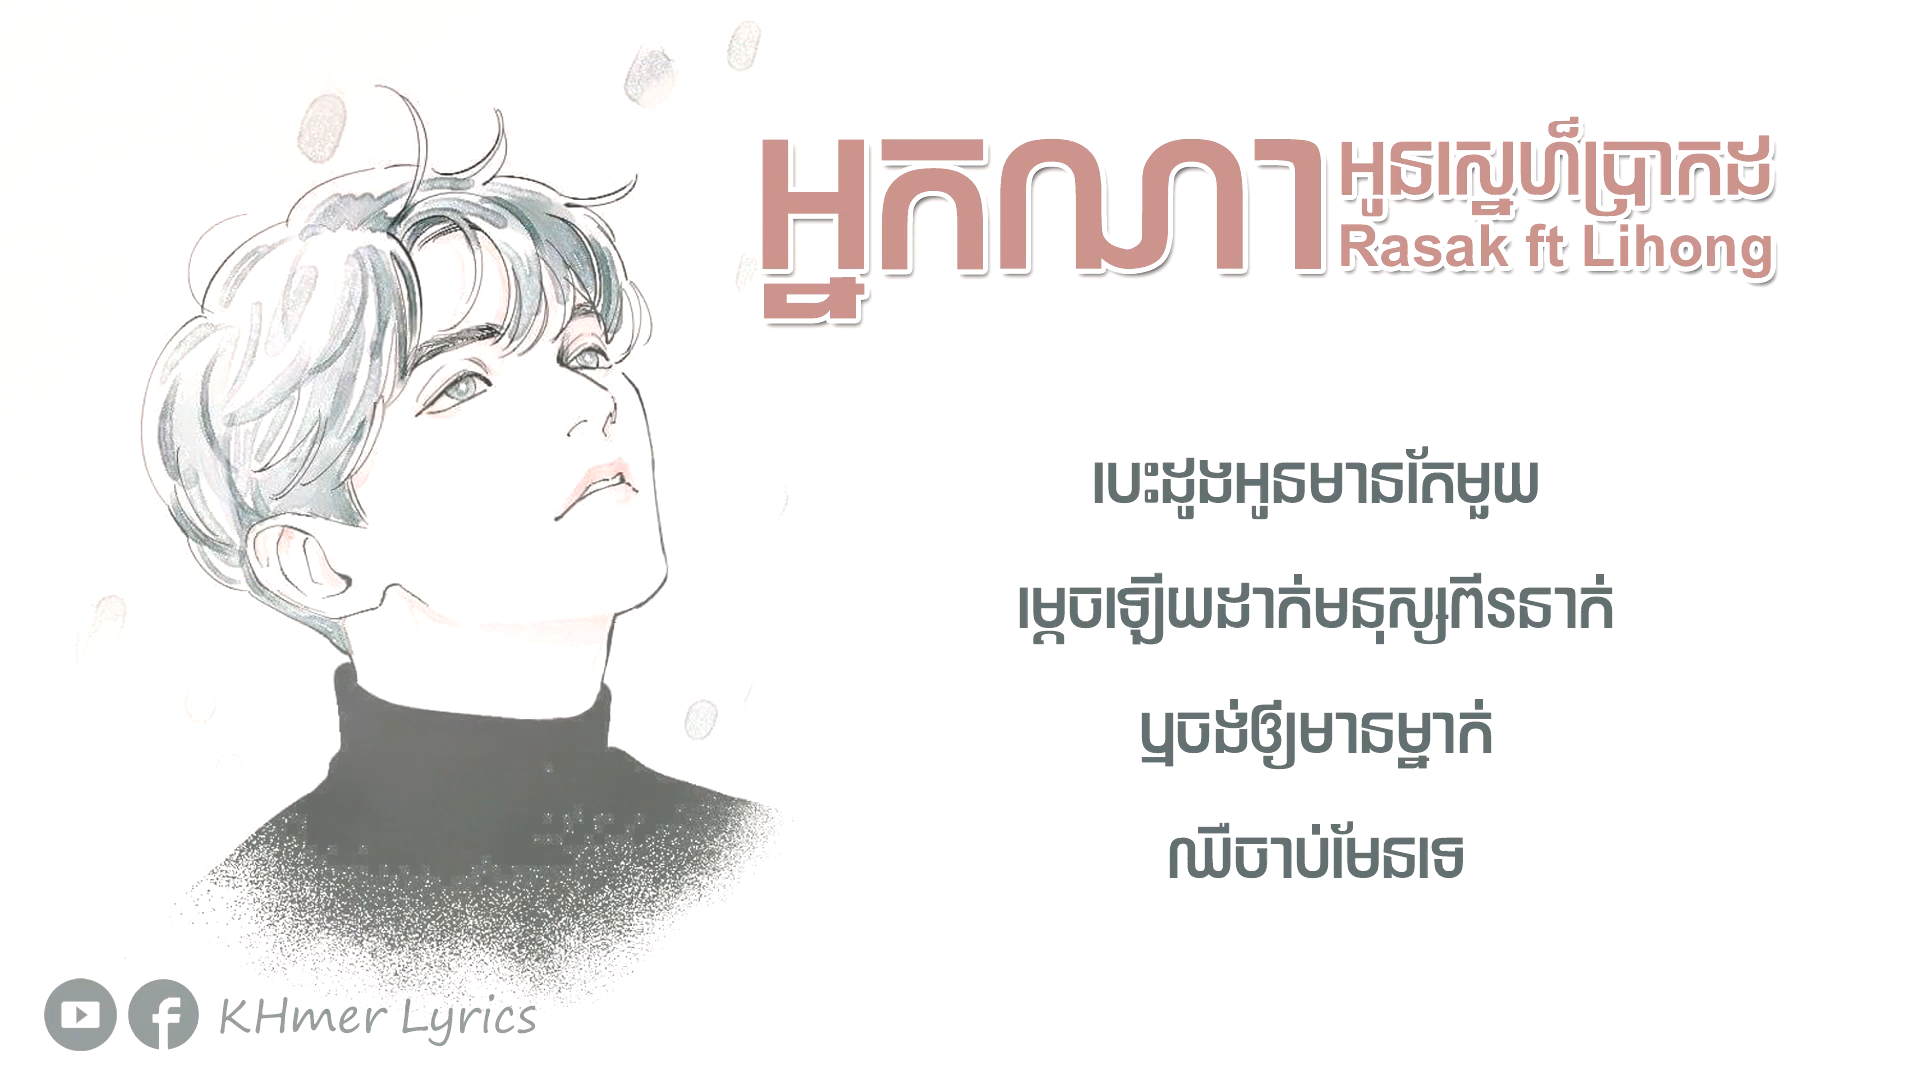 អ្នកណា
អូនស្នេហ៍ប្រាកដ
Rasak ft Lihong
បេះដូងអូនមានតែមួយ
ម្ដេចឡើយដាក់មនុស្សពីរនាក់
ឬចង់ឲ្យមានម្នាក់
ឈឺចាប់មែនទេ
KHmer Lyrics